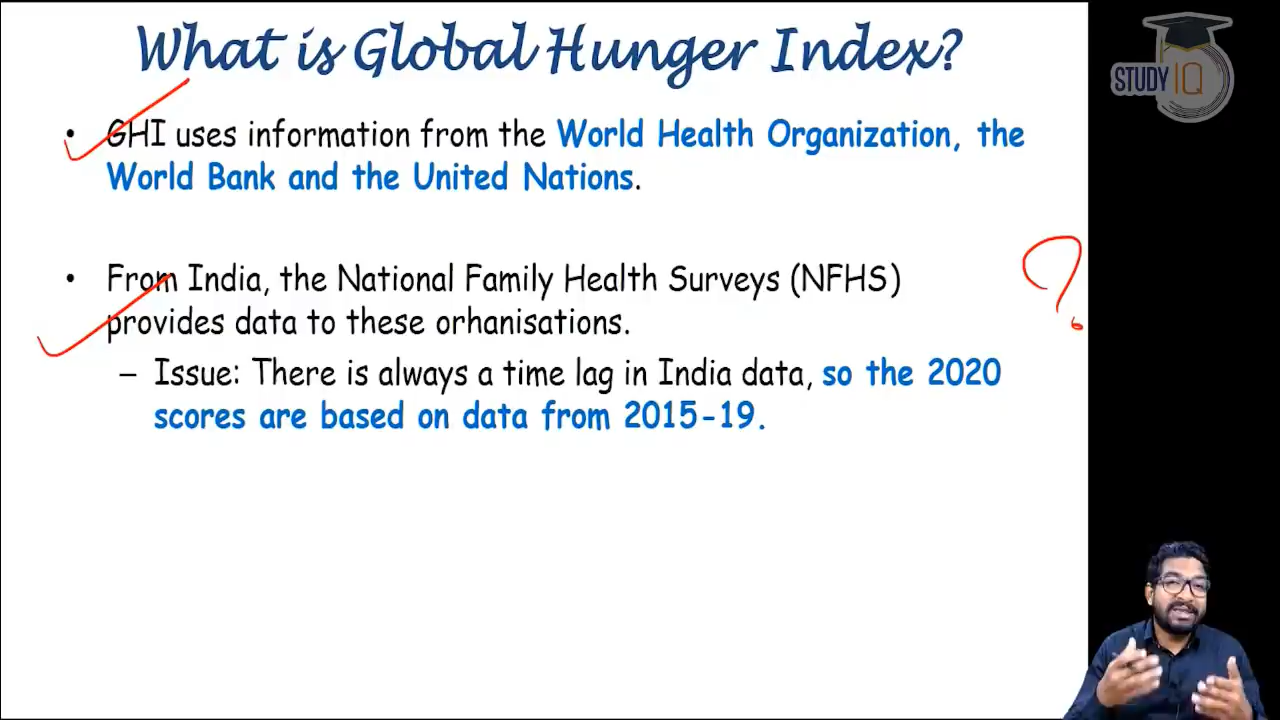 What is Global Hunger Index?
STUDY IQ
• GHI uses information from the World Health Organization, the
World Bank and the United Nations.
• From India, the National Family Health Surveys (NFHS)
provides data to these orhanisations.
– Issue: There is always a time lag in India data, so the 2020
scores are based on data from 2015-19.
?